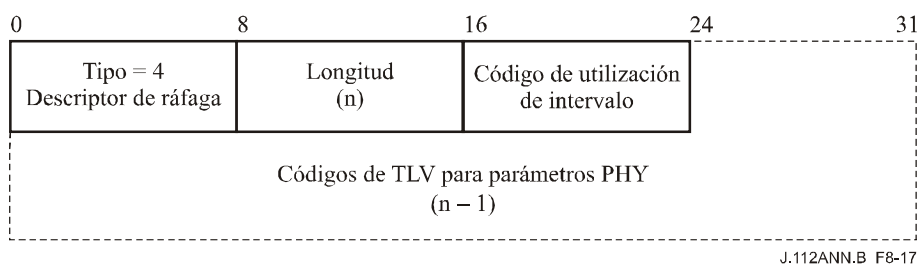 0 8 16 24 31
Tipo = 4 Longitud Código de utilización
Descriptor de ráfaga (n) de intervalo
Códigos de TLV para parámetros PHY
(n – 1)
J.112ANN.B F8-17